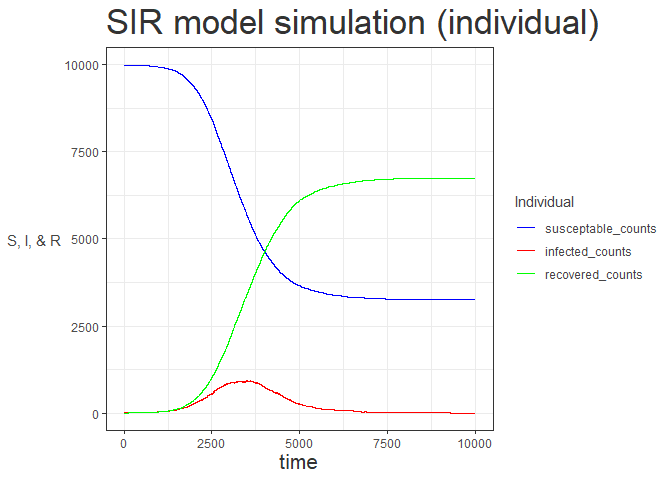 SIR model simulation (individual)
10000
7500
5000
2500
0
S, I, & R
0 2500 5000 7500 10000
time
Individual
susceptable_counts
infected_counts
recovered_counts